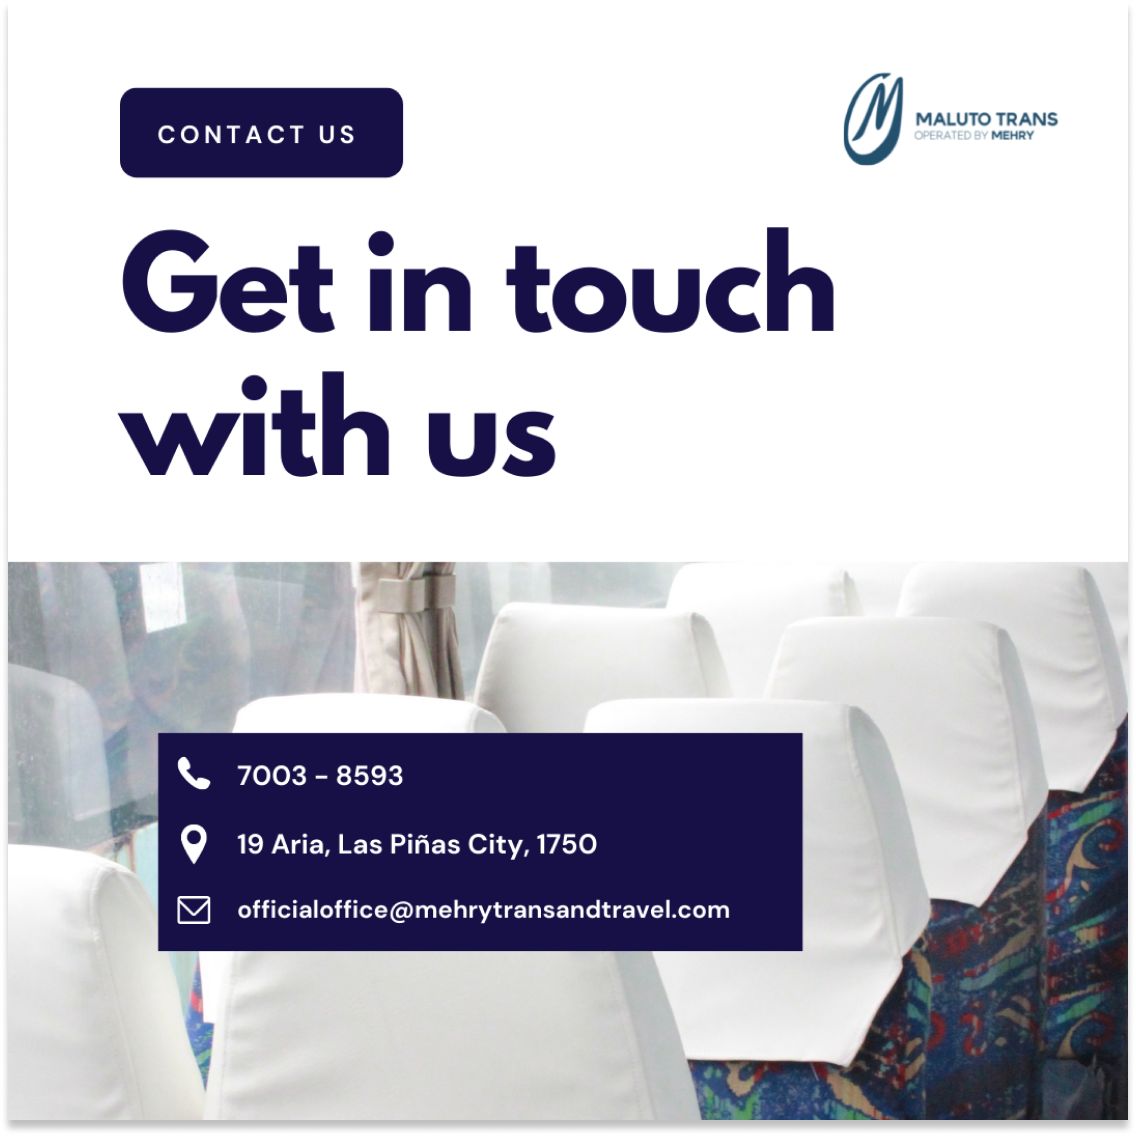 CONTACT US
MALUTO TRANS
OPERATED BY MEHRY
Get in touch
with us
7003 – 8593
19 Aria, Las Piñas City, 1750
officialoffice@mehrytransandtravel.com